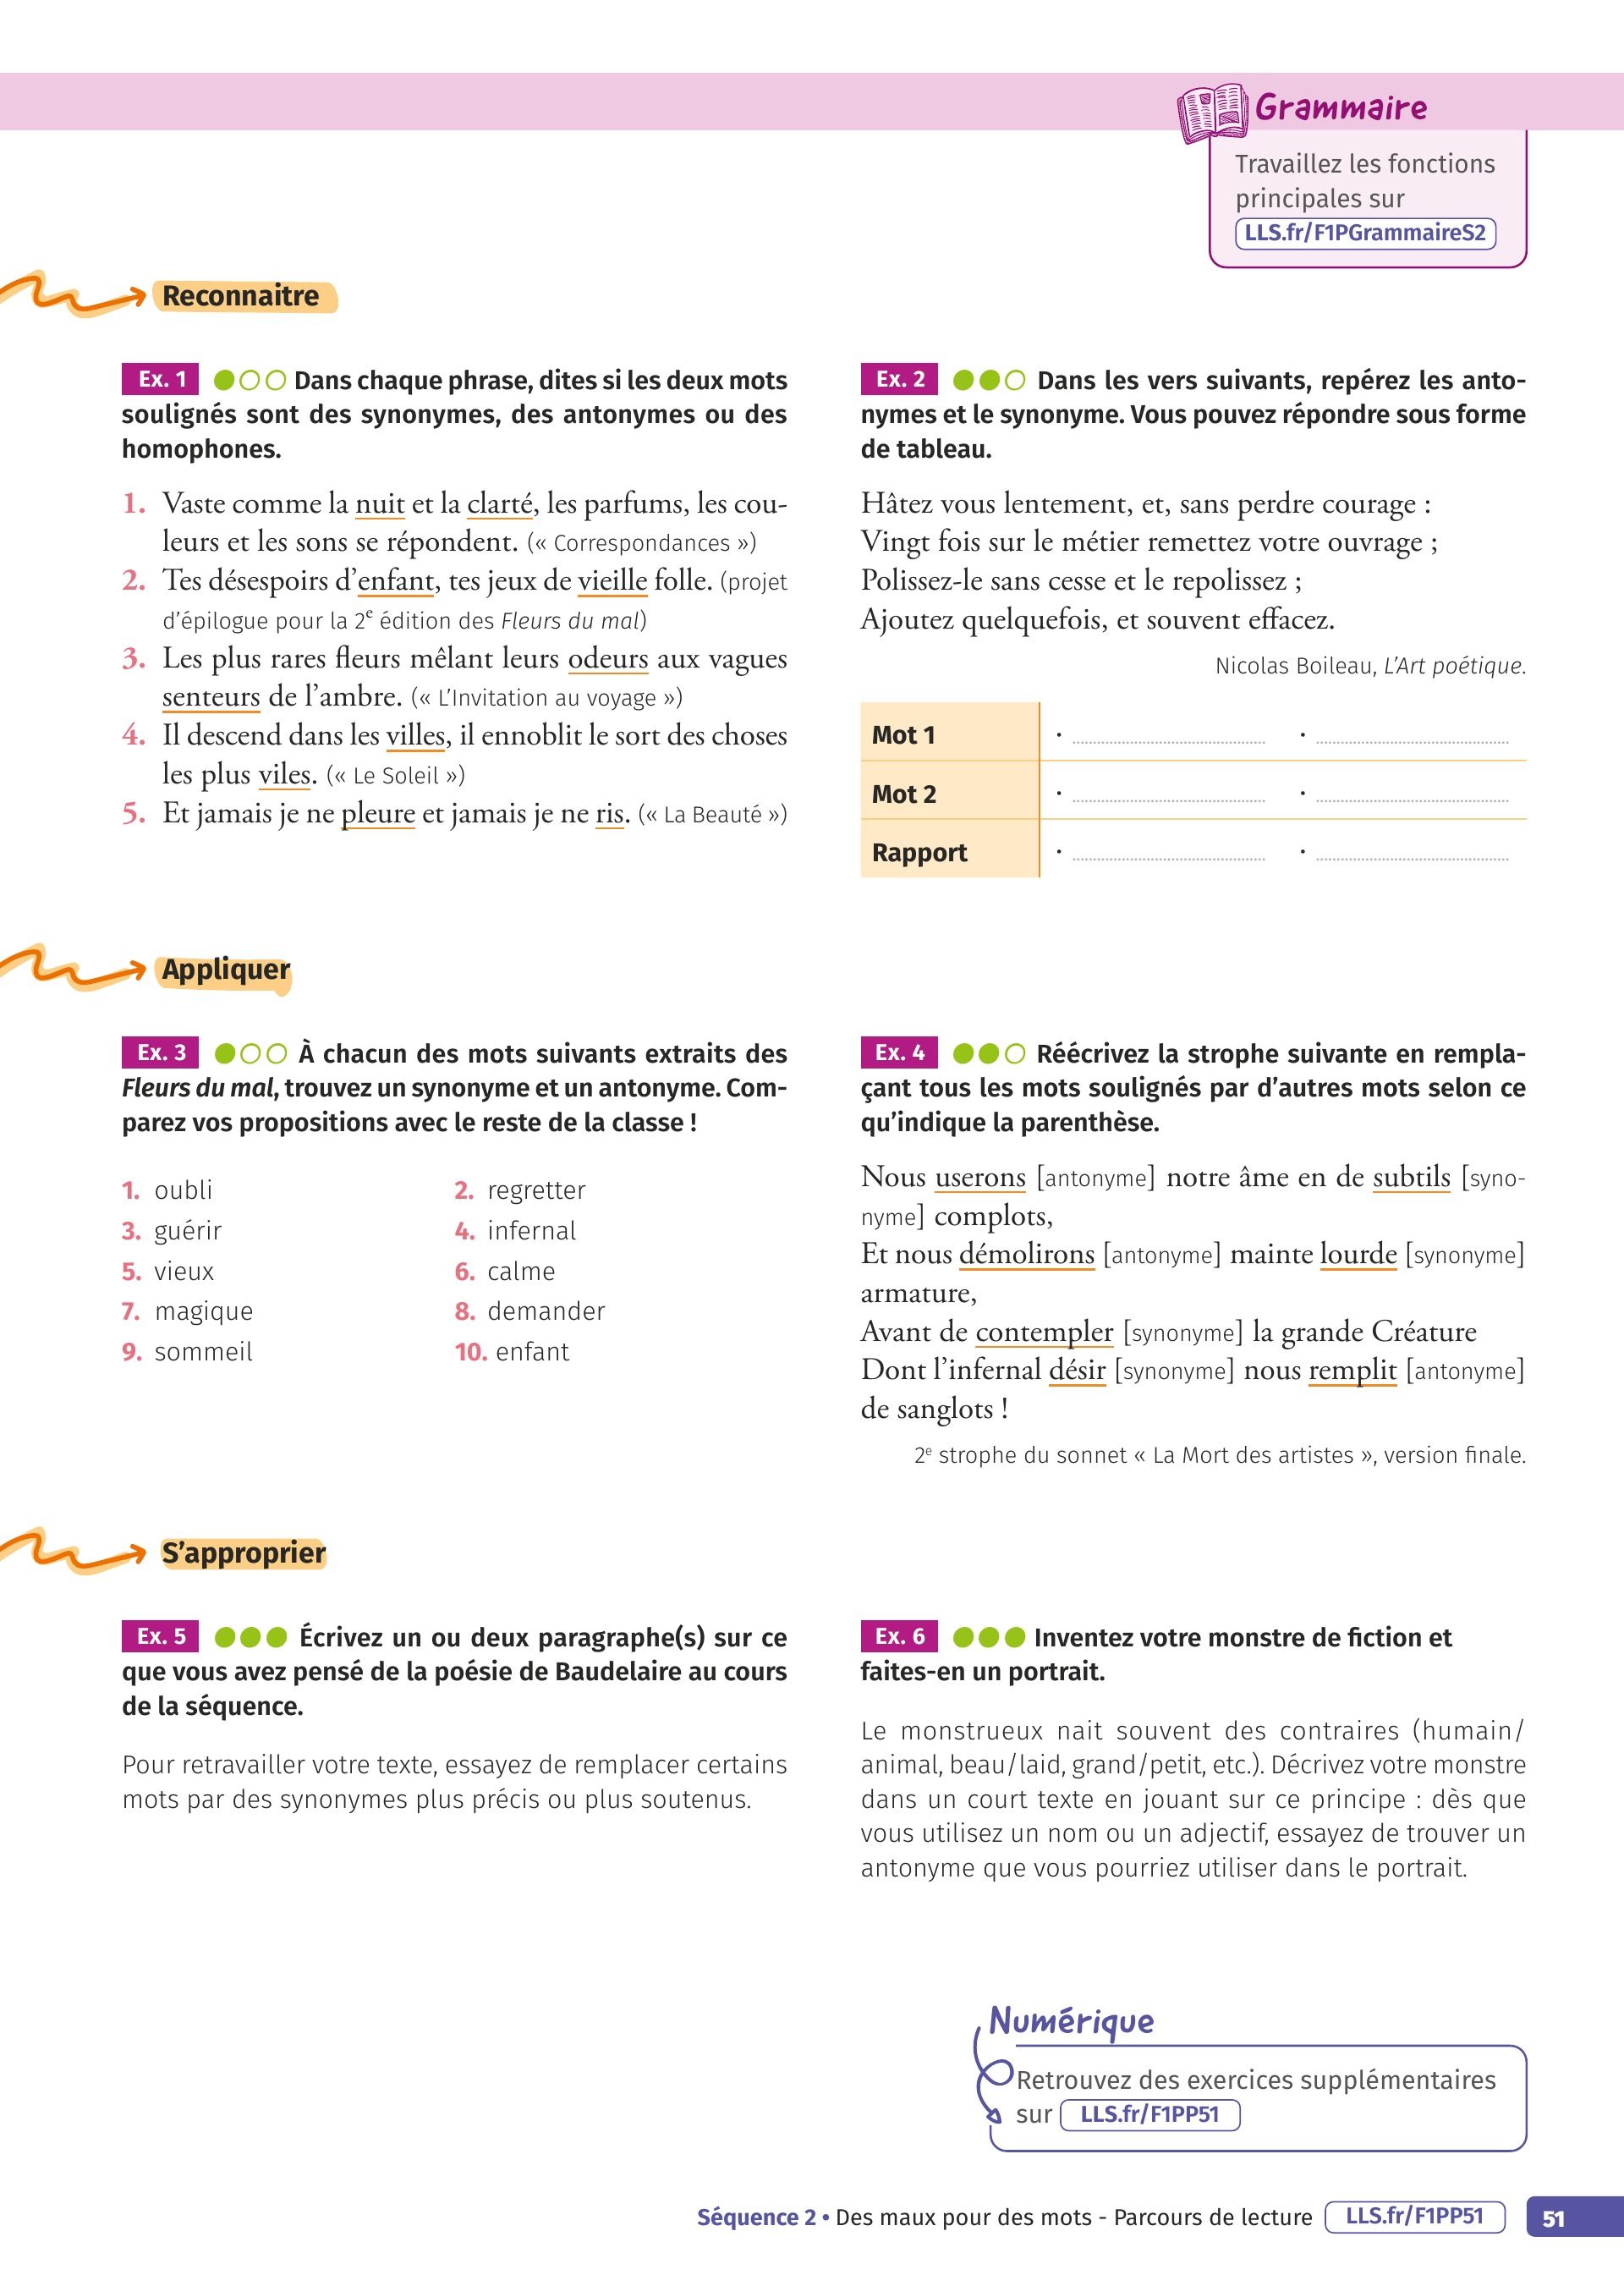 Grammaire
Travaillez les fonctions
principales sur
LLS.fr/F1PGrammaireS2
Reconnaitre
Ex. 1 Dans chaque phrase, dites si les deux mots
soulignés sont des synonymes, des antonymes ou des
homophones.
1. Vaste comme la nuit et la clarté, les parfums, les cou-
leurs et les sons se répondent. (« Correspondances »)
2. Tes désespoirs d’enfant, tes jeux de vieille folle. (projet
d’épilogue pour la 2e édition des Fleurs du mal)
3. Les plus rares fleurs mêlant leurs odeurs aux vagues
senteurs de l’ambre. (« L’Invitation au voyage »)
4. Il descend dans les villes, il ennoblit le sort des choses
les plus viles. (« Le Soleil »)
5. Et jamais je ne pleure et jamais je ne ris. (« La Beauté »)
Ex. 2 Dans les vers suivants, repérez les anto-
nymes et le synonyme. Vous pouvez répondre sous forme
de tableau.
Hâtez vous lentement, et, sans perdre courage :
Vingt fois sur le métier remettez votre ouvrage ;
Polissez-le sans cesse et le repolissez ;
Ajoutez quelquefois, et souvent effacez.
Nicolas Boileau, L’Art poétique.
Mot 1
Mot 2
Rapport
Appliquer
Ex. 3 À chacun des mots suivants extraits des
Fleurs du mal, trouvez un synonyme et un antonyme. Com-
parez vos propositions avec le reste de la classe !
1. oubli
2. regretter
3. guérir
4. infernal
5. vieux
6. calme
7. magique
8. demander
9. sommeil
10. enfant
Ex. 4 Réécrivez la strophe suivante en rempla-
çant tous les mots soulignés par d’autres mots selon ce
qu’indique la parenthèse.
Nous userons [antonyme] notre âme en de subtils [syno-
nyme] complots,
Et nous démolirons [antonyme] mainte lourde [synonyme]
armature,
Avant de contempler [synonyme] la grande Créature
Dont l’infernal désir [synonyme] nous remplit [antonyme]
de sanglots !
2e strophe du sonnet « La Mort des artistes », version finale.
S’approprier
Ex. 5 Écrivez un ou deux paragraphe(s) sur ce
que vous avez pensé de la poésie de Baudelaire au cours
de la séquence.
Pour retravailler votre texte, essayez de remplacer certains
mots par des synonymes plus précis ou plus soutenus.
Ex. 6 Inventez votre monstre de fiction et
faites-en un portrait.
Le monstrueux nait souvent des contraires (humain/
animal, beau/laid, grand/petit, etc.). Décrivez votre monstre
dans un court texte en jouant sur ce principe : dès que
vous utilisez un nom ou un adjectif, essayez de trouver un
antonyme que vous pourriez utiliser dans le portrait.
Numérique
Retrouvez des exercices supplémentaires
sur LLS.fr/F1PP51
Séquence 2 • Des maux pour des mots - Parcours de lecture LLS.fr/F1PP51 51